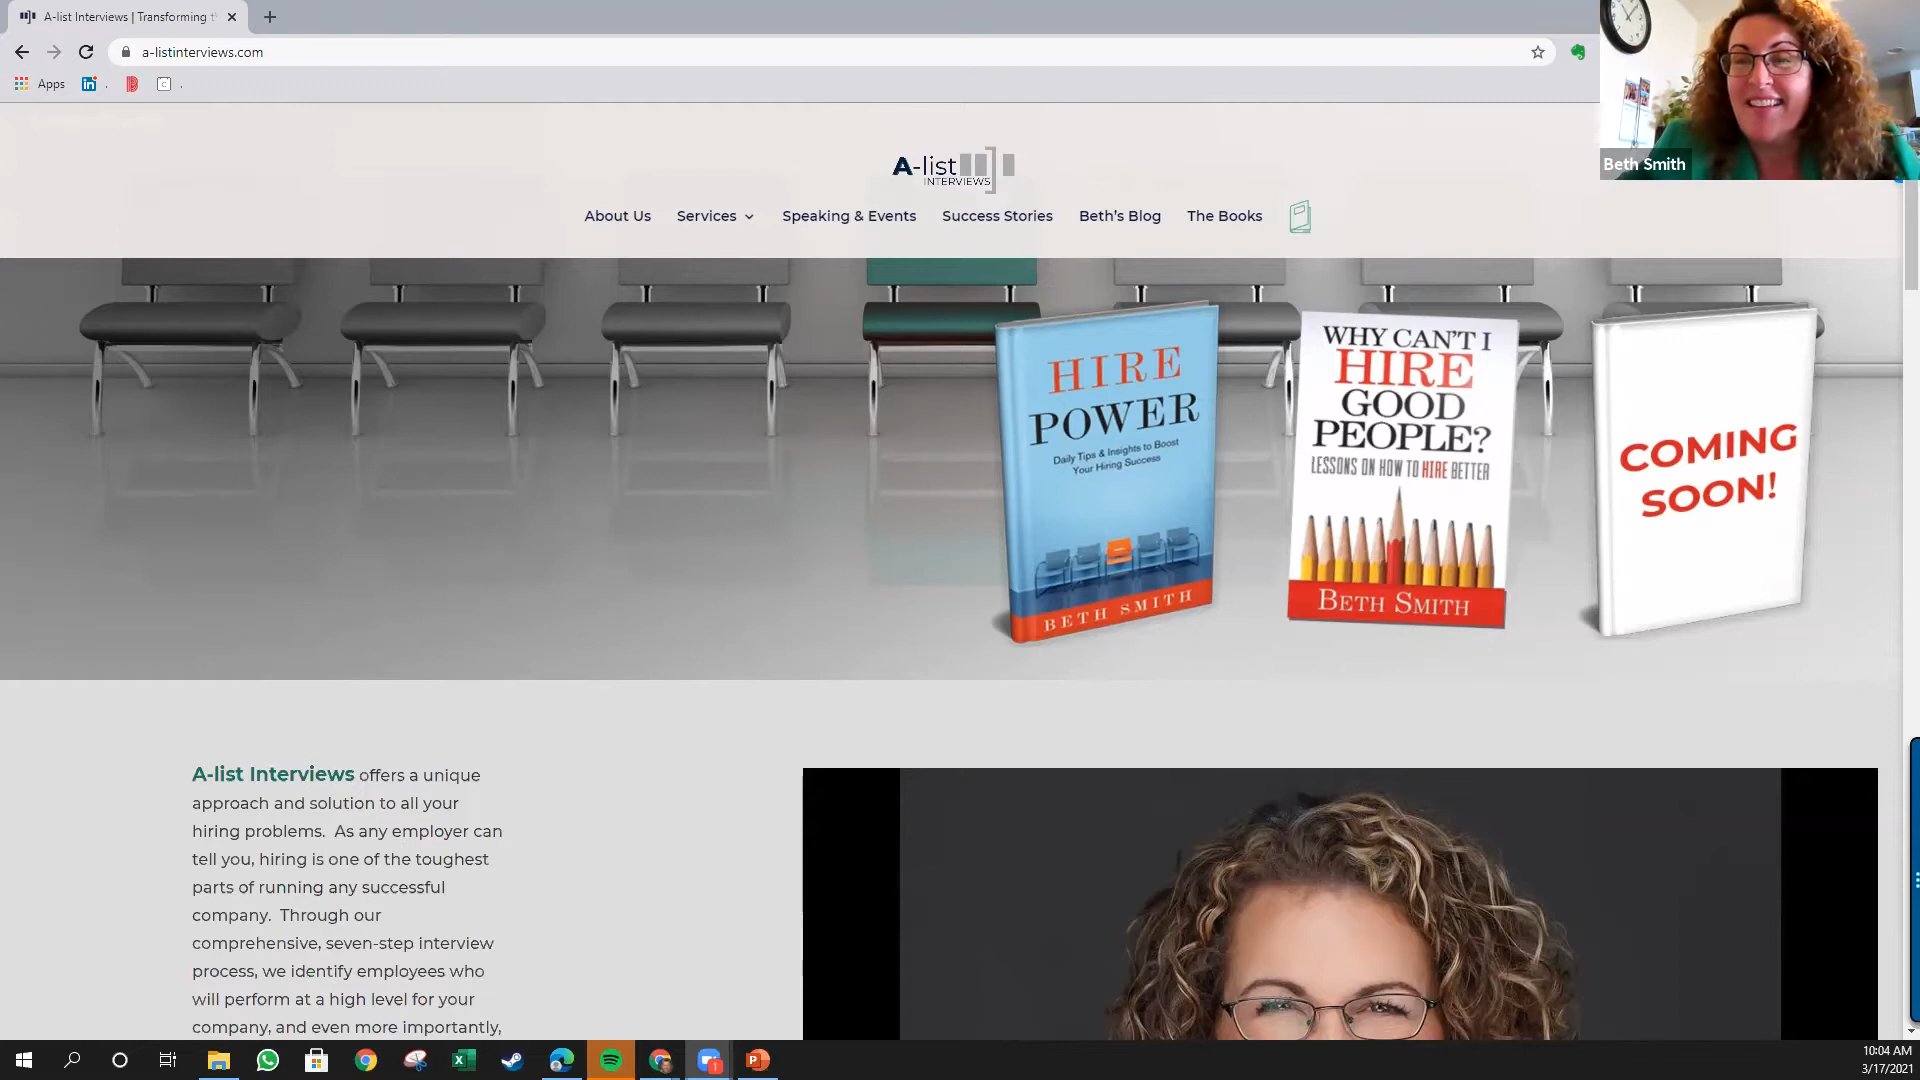 A-list Interviews | Transforming t
a-listinterviews.com
Apps
Beth Smith
A-list
INTERVIEWS
About Us Services Speaking & Events Success Stories Beth's Blog The Books
HIRE
POWER
Daily Tips & Insights to Boost
Your Hiring Success
BETH SMITH
WHY CAN'T I
HIRE
GOOD
PEOPLE?
LESSONS ON HOW TO HIRE BETTER
BETH SMITH
COMING
SOON!
A-list Interviews offers a unique
approach and solution to all your
hiring problems. As any employer can
tell you, hiring is one of the toughest
parts of running any successful
company. Through our
comprehensive, seven-step interview
process, we identify employees who
will perform at a high level for your
company, and even more importantly,
10:04 AM
3/17/2021